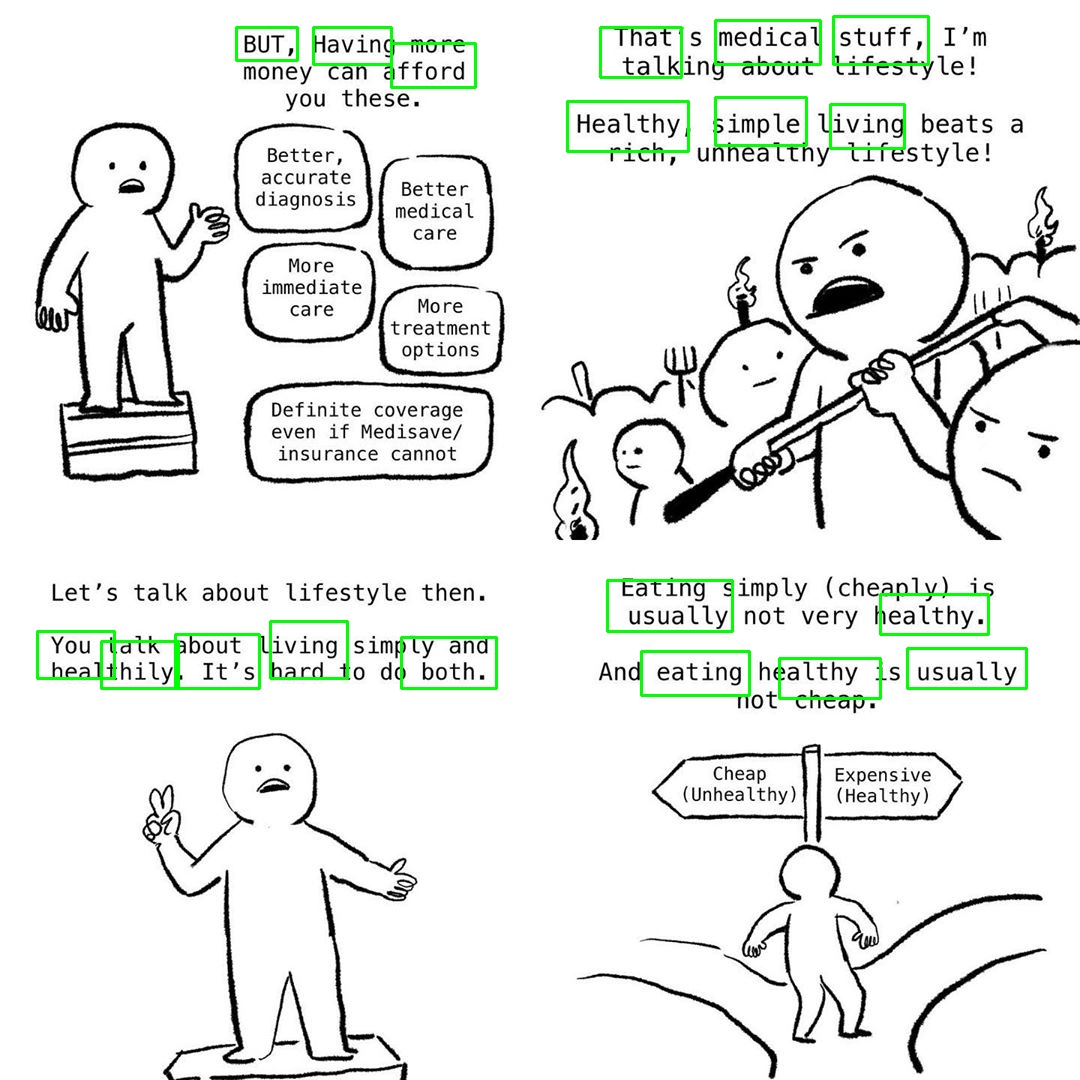 BUT, Having more
money can afford
you these.
Better,
accurate
diagnosis
Better
medical
care
More
immediate
care
More
treatment
options
Definite coverage
even if Medisave/
insurance cannot
That's medical stuff, I'm
talking about lifestyle!
Healthy, simple living beats a
rich, unhealthy lifestyle!
Let's talk about lifestyle then.
You talk about living simply and
healthily. It's hard to do both.
Eating simply (cheaply) is
usually not very healthy.
And eating healthy is usually
not cheap.
Cheap
(Unhealthy)
Expensive
(Healthy)